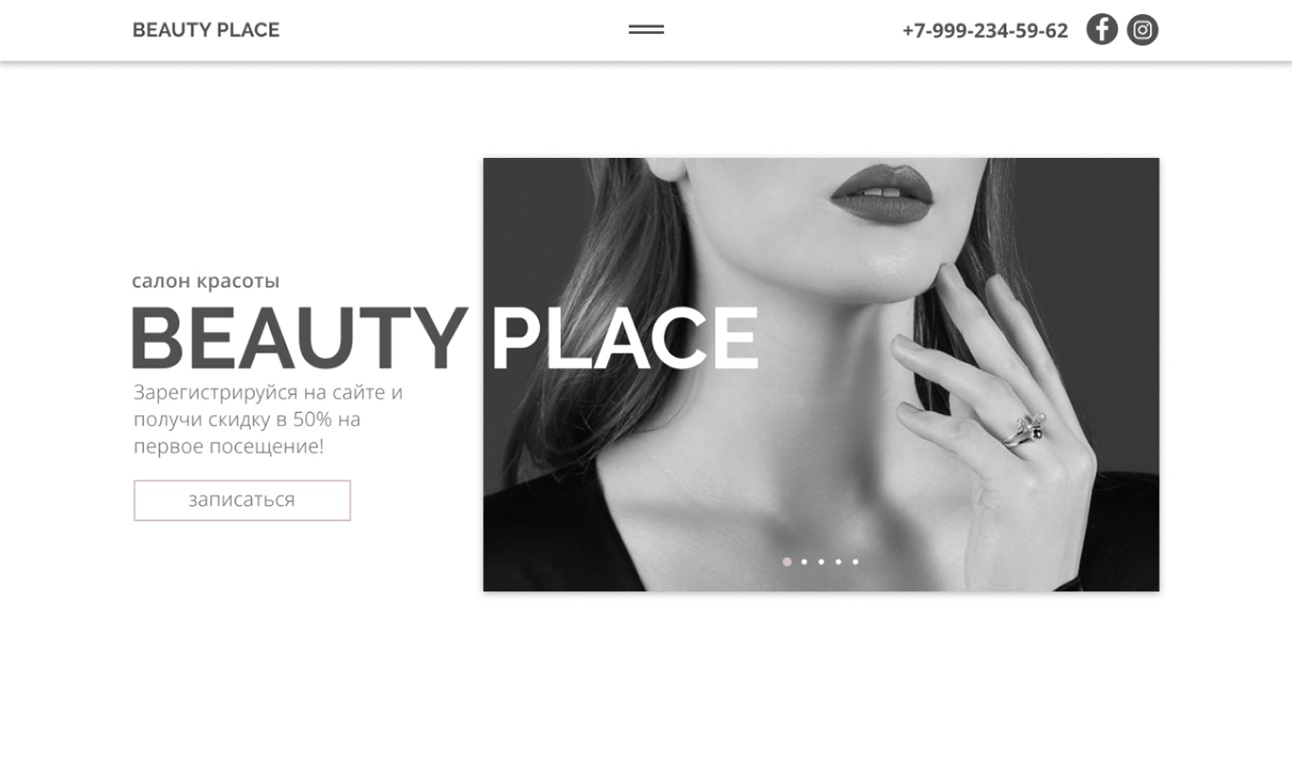 BEAUTY PLACE
+7-999-234-59-62
салон красоты
BEAUTY PLACE
Зарегистрируйся на сайте и
получи скидку в 50% на
первое посещение!
записаться